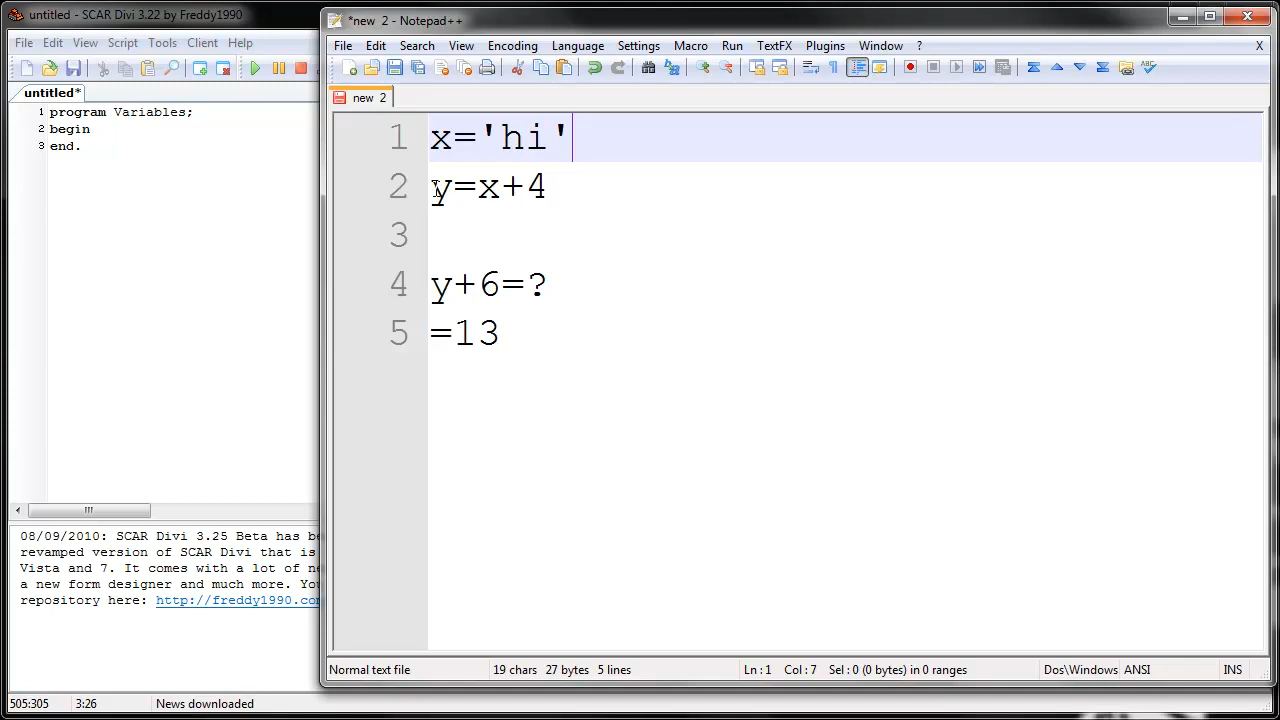 untitled - SCAR Divi 3.22 by Freddy1990
File Edit View Script Tools Client Help
untitled*
1 program Variables;
2 begin
3 end.
08/09/2010: SCAR Divi 3.25 Beta has
revamped version of SCAR Divi that is
Vista and 7. It comes with a lot of
a new form designer and much more.
repository here: http://freddy1990.
505:305 3:26 News downloaded
*new 2 - Notepad++
File Edit Search View Encoding Language Settings Macro Run TextFX Plugins Window ? X
new 2
1 x='hi'
2 y=x+4
3
4 y+6=?
5 =13
Normal text file 19 chars 27 bytes 5 lines Ln:1 Col:7 Sel:0 (0 bytes) in 0 ranges Dos\Windows ANSI INS